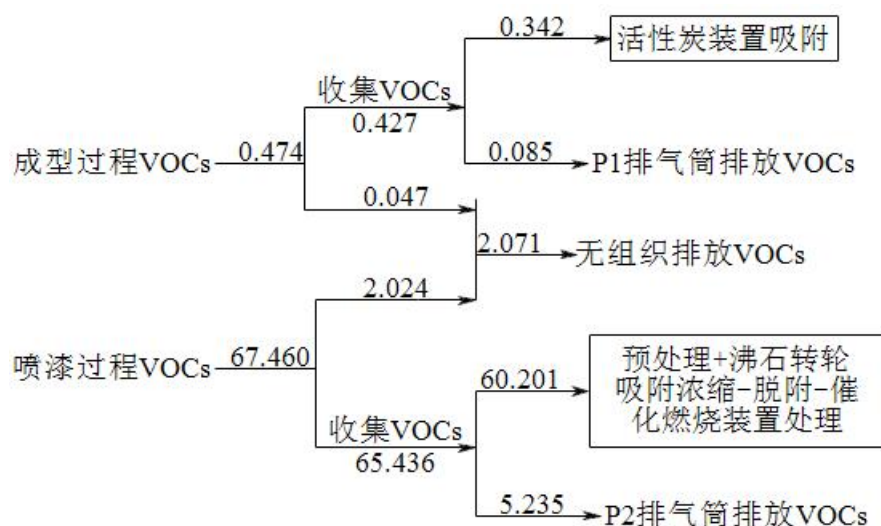 0.342
活性炭装置吸附
收集VOCs
0.427
成型过程VOCs
0.474
0.085
P1排气筒排放VOCs
0.047
2.071
无组织排放VOCs
2.024
喷漆过程VOCs
67.460
预处理+沸石转轮
吸附浓缩-脱附-催
化燃烧装置处理
60.201
收集VOCs
65.436
5.235
P2排气筒排放VOCs